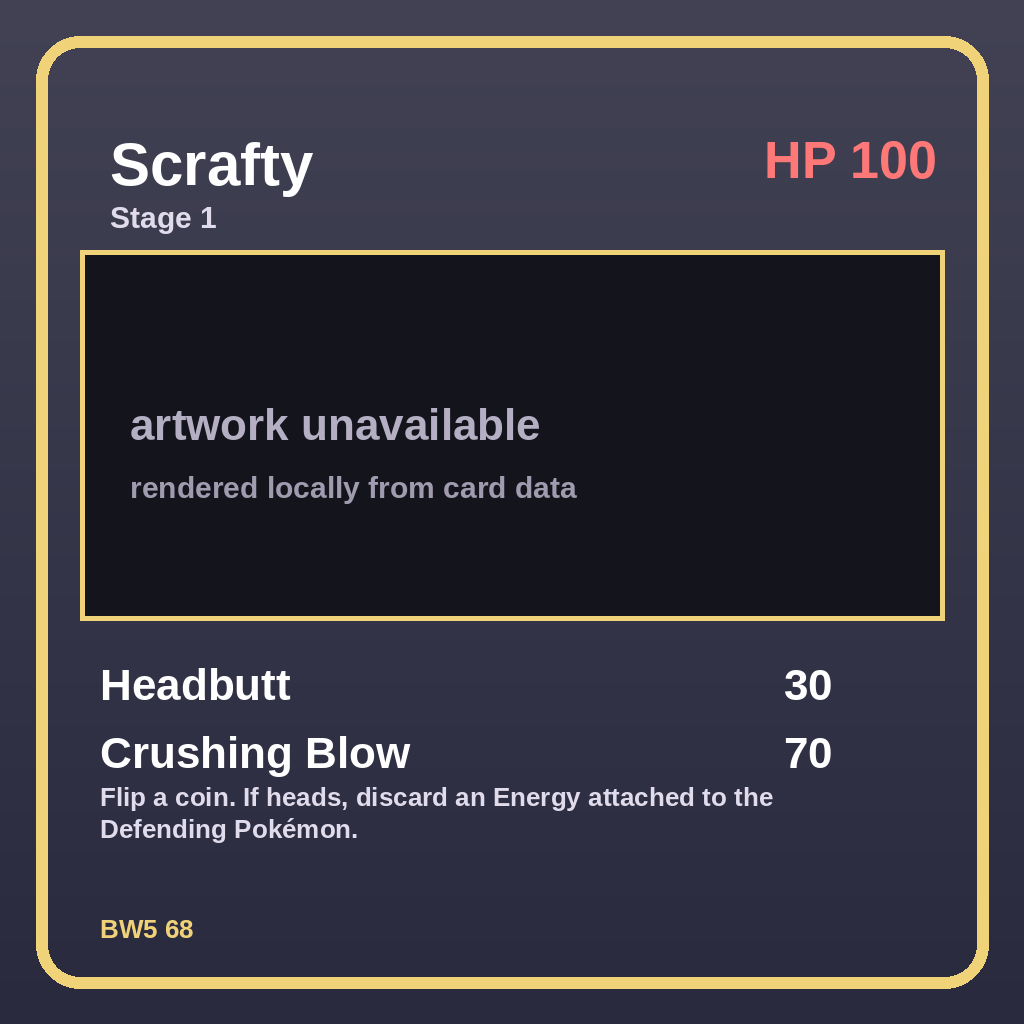 Scrafty
HP 100
Stage 1
artwork unavailable
rendered locally from card data
Headbutt 30
Crushing Blow 70
Flip a coin. If heads, discard an Energy attached to the
Defending Pokémon.
BW5 68